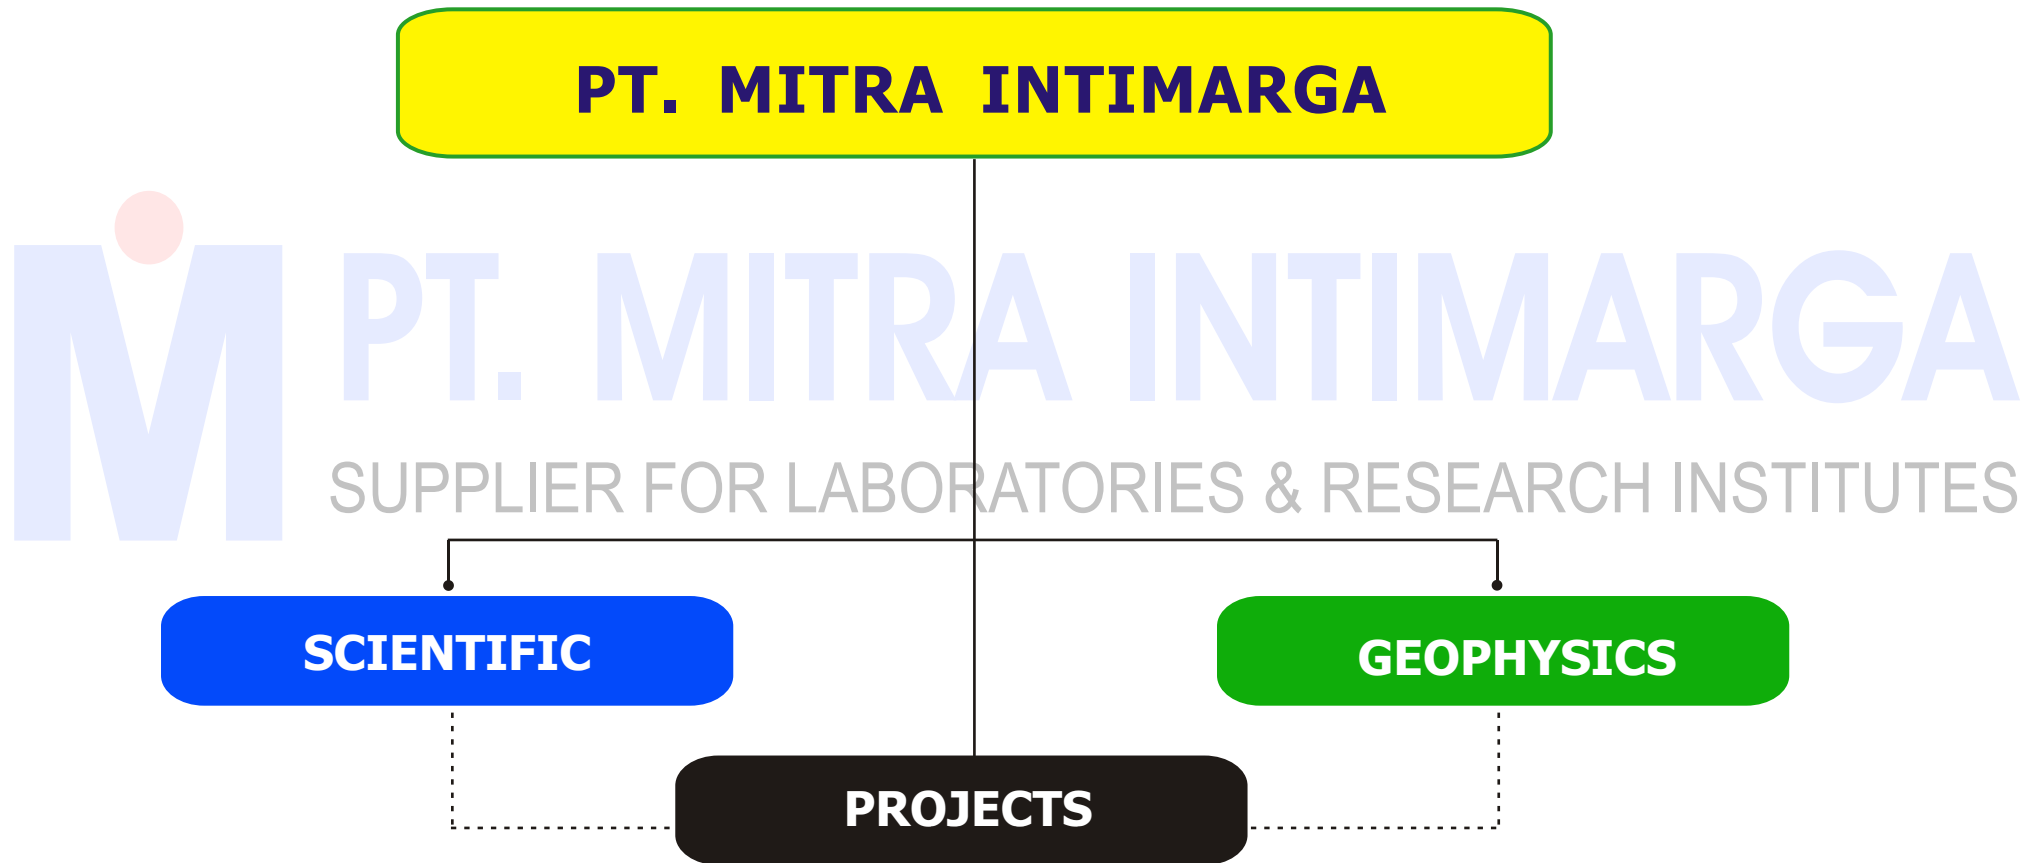 PT. MITRA INTIMARGA
M PT. MITRA INTIMARGA
SUPPLIER FOR LABORATORIES & RESEARCH INSTITUTES
SCIENTIFIC
GEOPHYSICS
PROJECTS